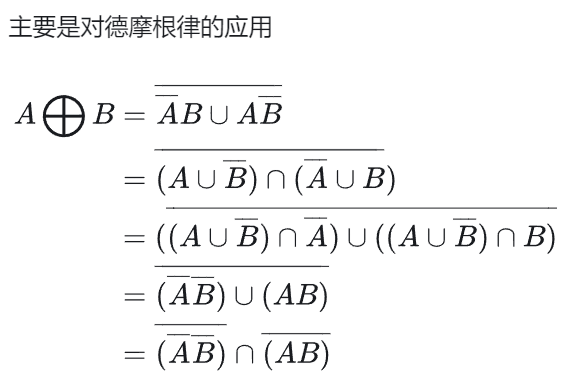 主要是对德摩根律的应用
$A \bigoplus B = \overline{\overline{A}B \cup A\overline{B}}$
$= \overline{(A \cup \overline{B}) \cap (\overline{A} \cup B})$
$= (\overline{(A \cup \overline{B}) \cap \overline{A}) \cup ((A \cup \overline{B}) \cap B)}$
$= \overline{(\overline{A}\,\overline{B}) \cup (AB)}$
$= \overline{(\overline{A}\,\overline{B})} \cap \overline{(AB)}$